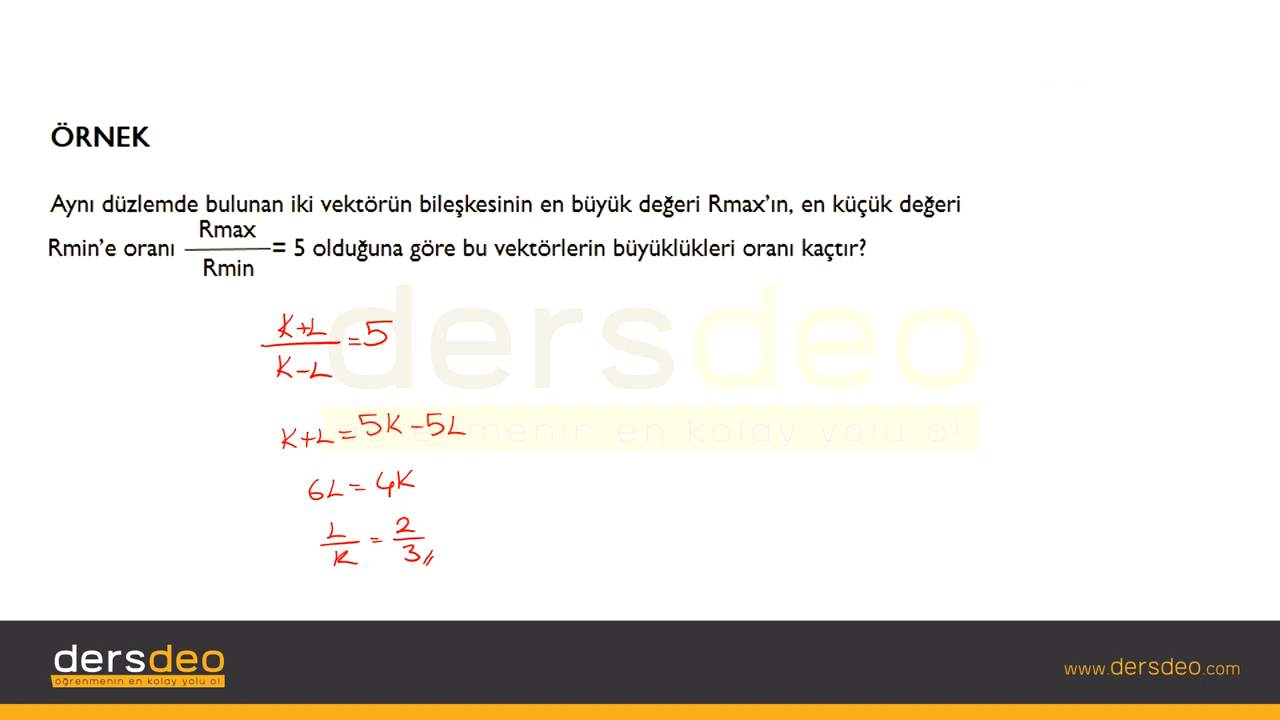 ÖRNEK
Aynı düzlemde bulunan iki vektörün bileşkesinin en büyük değeri Rmax’ın, en küçük değeri
Rmin’e oranı Rmax/Rmin = 5 olduğuna göre bu vektörlerin büyüklükleri oranı kaçtır?
K+L/K-L = 5
K+L = 5K-5L
6L = 4K
L/K = 2/3 //
dersdeo
öğrenmenin en kolay yolu o!
dersdeo
öğrenmenin en kolay yolu o!
www.dersdeo.com